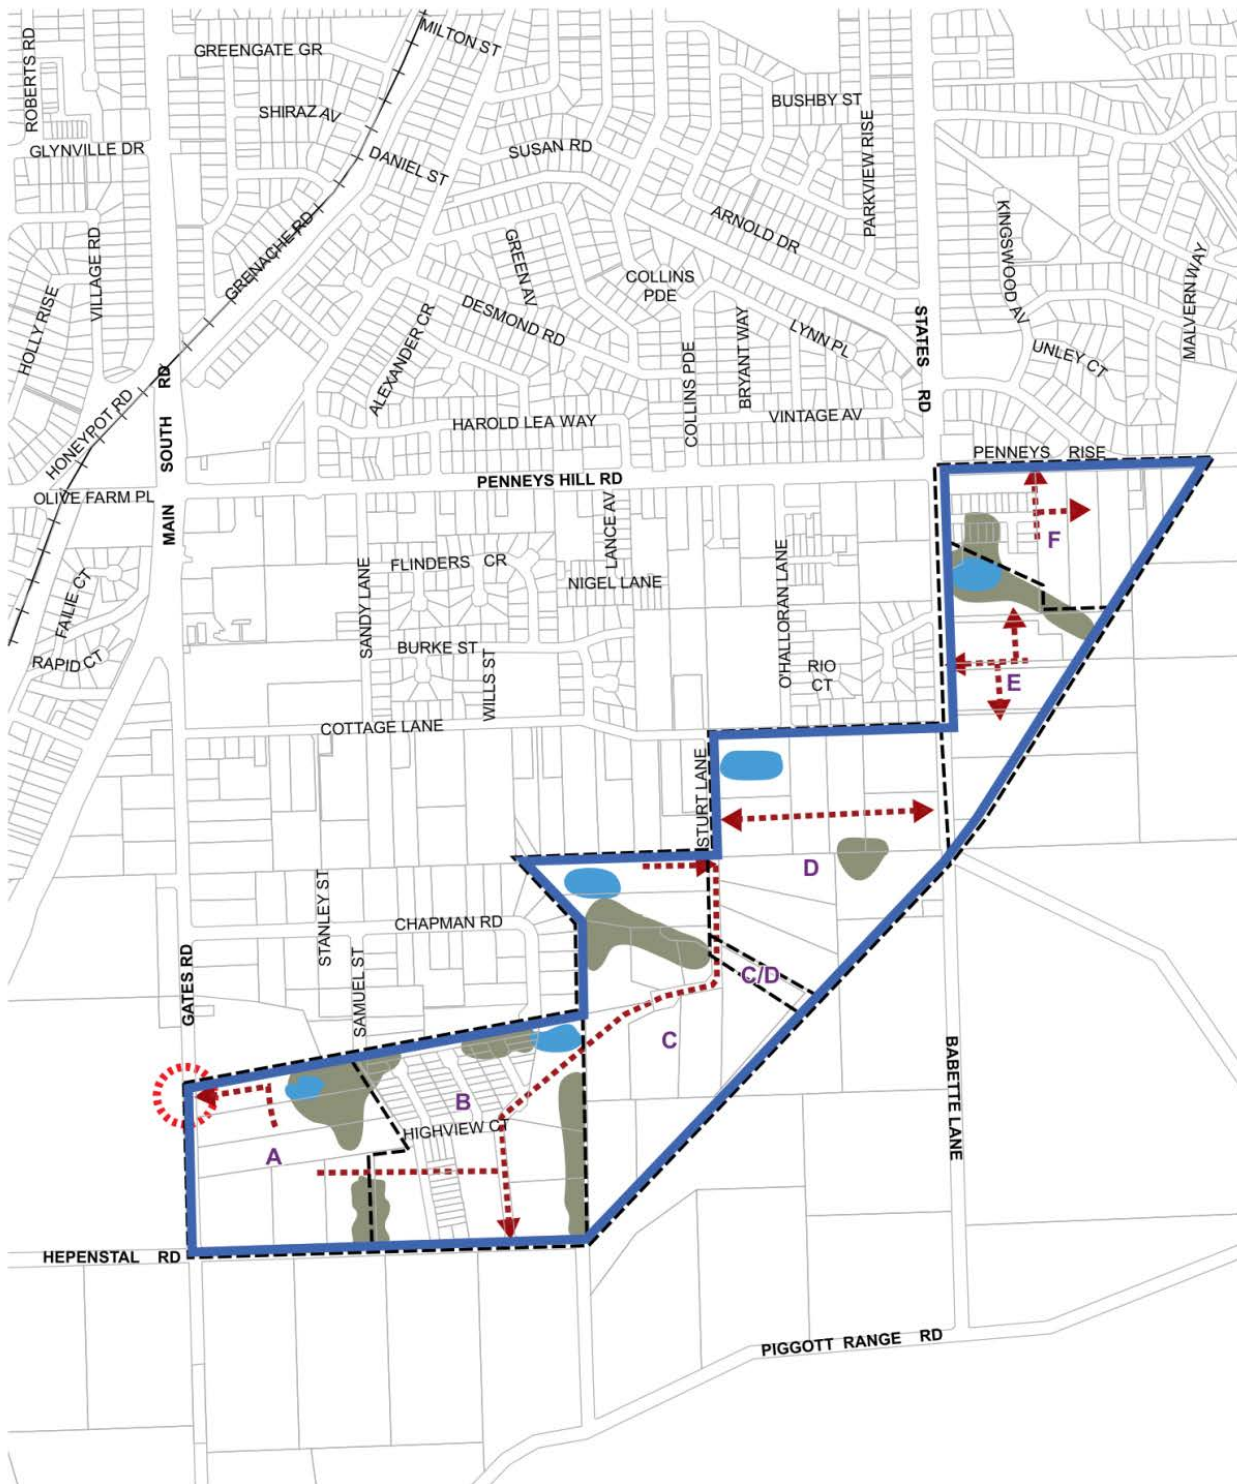 ROBERTS RD
GREENGATE GR
MILTON ST
SHIRAZ AV
GLYNVILLE DR
DANIEL ST
SUSAN RD
BUSHBY ST
PARKVIEW RISE
VILLAGE RD
GRENACHE RD
GREEN AV
ARNOLD DR
KINGSWOOD AV
MALVERN WAY
HOLLY RISE
COLLINS
PDE
DESMOND RD
ALEXANDER CR
COLLINS PDE
BRYANT WAY
LYNN PL
STATES RD
UNLEY CT
HONEYPOT RD
MAIN SOUTH RD
HAROLD LEA WAY
VINTAGE AV
PENNEYS RISE
OLIVE FARM PL
PENNEYS HILL RD
LANCE AV
FAILIE CT
SANDY LANE
FLINDERS CR
NIGEL LANE
O'HALLORAN LANE
F
RAPID CT
BURKE ST
WILLS ST
RIO
CT
E
COTTAGE LANE
STURT LANE
D
STANLEY ST
SAMUEL ST
CHAPMAN RD
GATES RD
C/D
C
BABETTE LANE
B
HIGHVIEW CT
A
HEPENSTAL RD
PIGGOTT RANGE RD